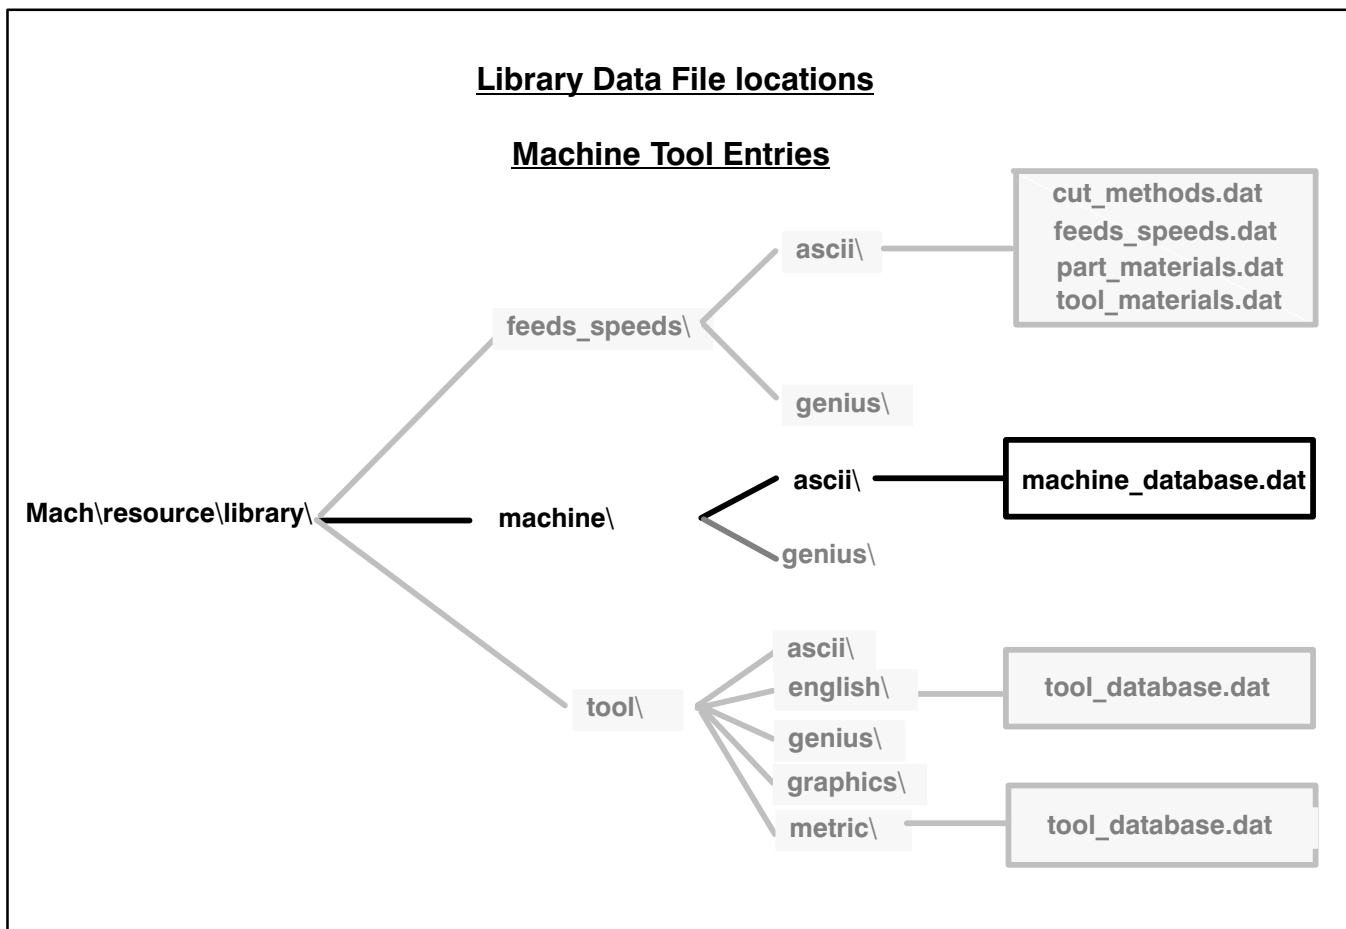 Library Data File locations
Machine Tool Entries
cut_methods.dat
feeds_speeds.dat
part_materials.dat
tool_materials.dat
ascii\
feeds_speeds\
genius\
Mach\resource\library\
machine\
ascii\
machine_database.dat
genius\
tool\
ascii\
english\
tool_database.dat
genius\
graphics\
metric\
tool_database.dat